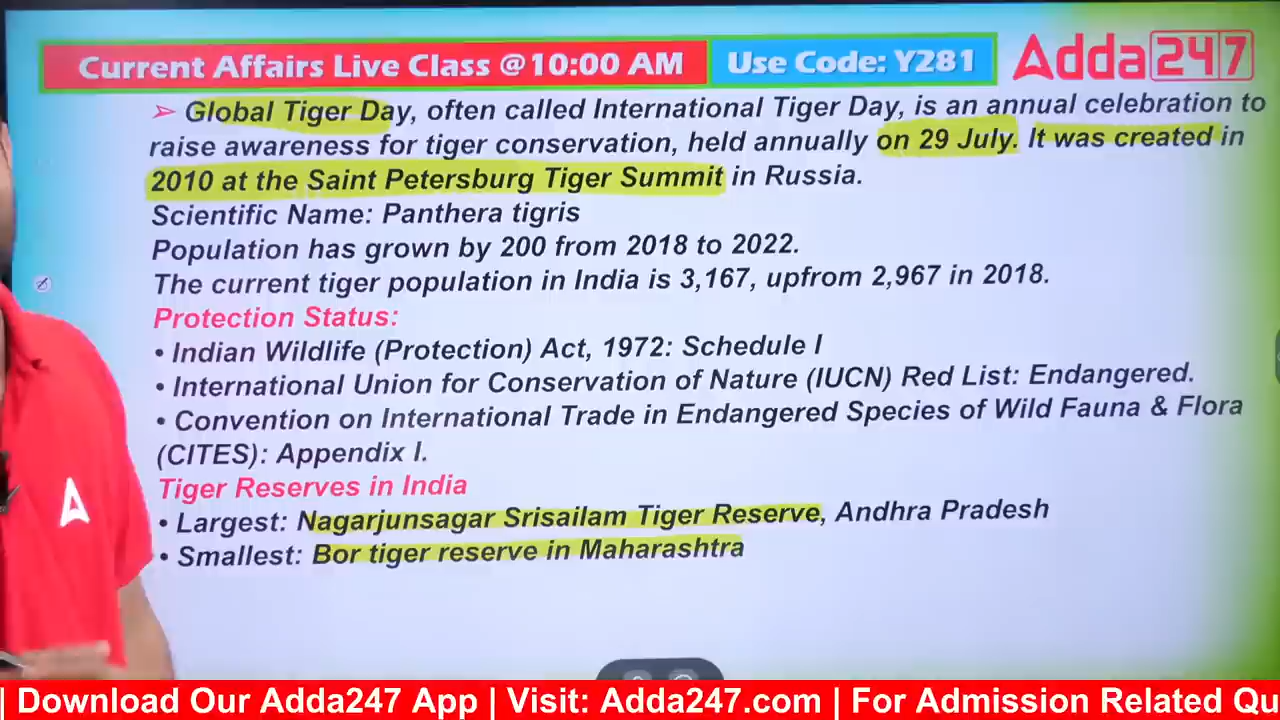 Current Affairs Live Class @10:00 AM
Use Code: Y281
Adda247
➢ Global Tiger Day, often called International Tiger Day, is an annual celebration to
raise awareness for tiger conservation, held annually on 29 July. It was created in
2010 at the Saint Petersburg Tiger Summit in Russia.
Scientific Name: Panthera tigris
Population has grown by 200 from 2018 to 2022.
The current tiger population in India is 3,167, upfrom 2,967 in 2018.
Protection Status:
• Indian Wildlife (Protection) Act, 1972: Schedule I
• International Union for Conservation of Nature (IUCN) Red List: Endangered.
• Convention on International Trade in Endangered Species of Wild Fauna & Flora
(CITES): Appendix I.
Tiger Reserves in India
• Largest: Nagarjunsagar Srisailam Tiger Reserve, Andhra Pradesh
• Smallest: Bor tiger reserve in Maharashtra
| Download Our Adda247 App | Visit: Adda247.com | For Admission Related Qu